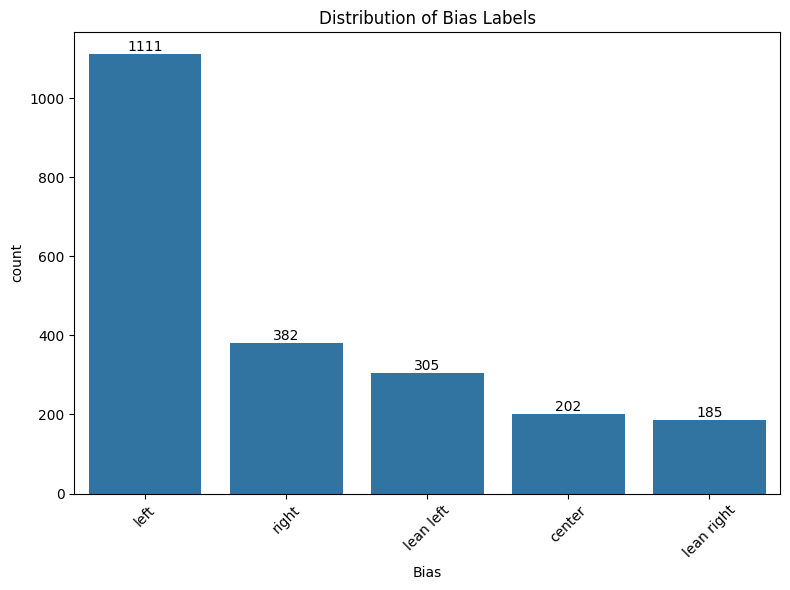 Distribution of Bias Labels
1111
1000
800
600
400
200
0
count
382
305
202
185
left
right
lean left
center
lean right
Bias